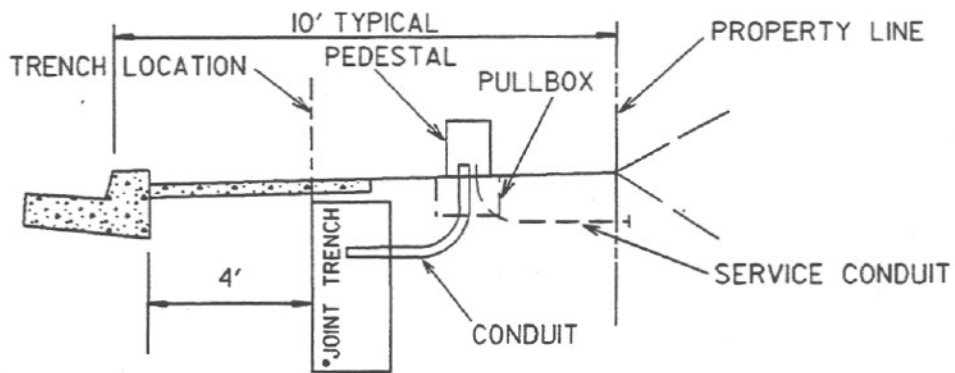 10' TYPICAL
PROPERTY LINE
TRENCH LOCATION
PEDESTAL
PULLBOX
4'
•JOINT TRENCH
SERVICE CONDUIT
CONDUIT